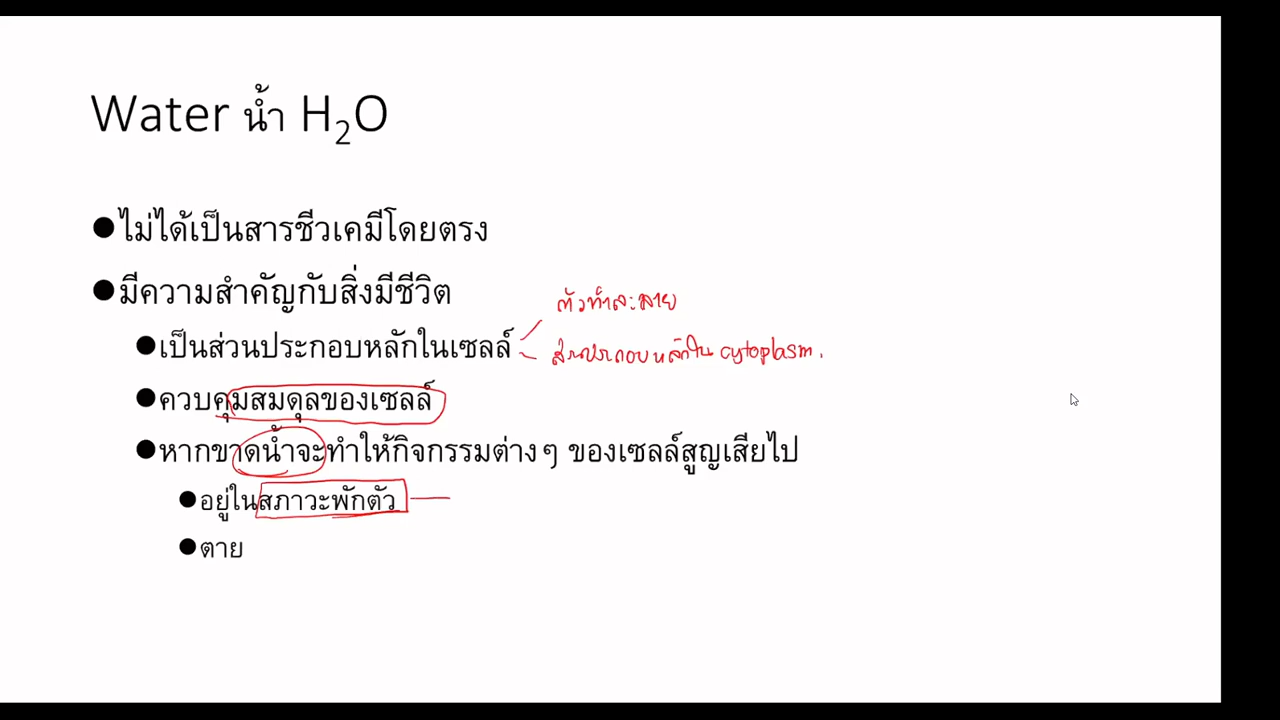 Water น้ำ H₂O
●ไม่ได้เป็นสารชีวเคมีโดยตรง
●มีความสำคัญกับสิ่งมีชีวิต
ตัวทำละลาย
●เป็นส่วนประกอบหลักในเซลล์
ส่วนประกอบหลักใน cytoplasm.
●ควบคุมสมดุลของเซลล์
●หากขาดน้ำจะทำให้กิจกรรมต่างๆ ของเซลล์สูญเสียไป
●อยู่ในสภาวะพักตัว
●ตาย